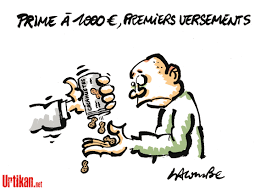 PRIME À 1000 €, PREMIERS VERSEMENTS
LACOMBE
Urtikan.net